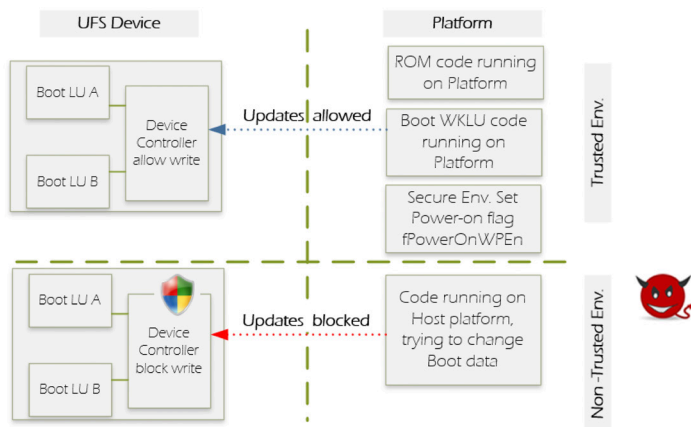 UFS Device
Platform
Boot LU A
Boot LU B
Device
Controller
allow write
Updates allowed
ROM code running
on Platform
Boot WKLU code
running on
Platform
Secure Env. Set
Power-on flag
fPowerOnWPEn
Trusted Env.
Boot LU A
Boot LU B
Device
Controller
block write
Updates blocked
Code running on
Host platform,
trying to change
Boot data
Non -Trusted Env.